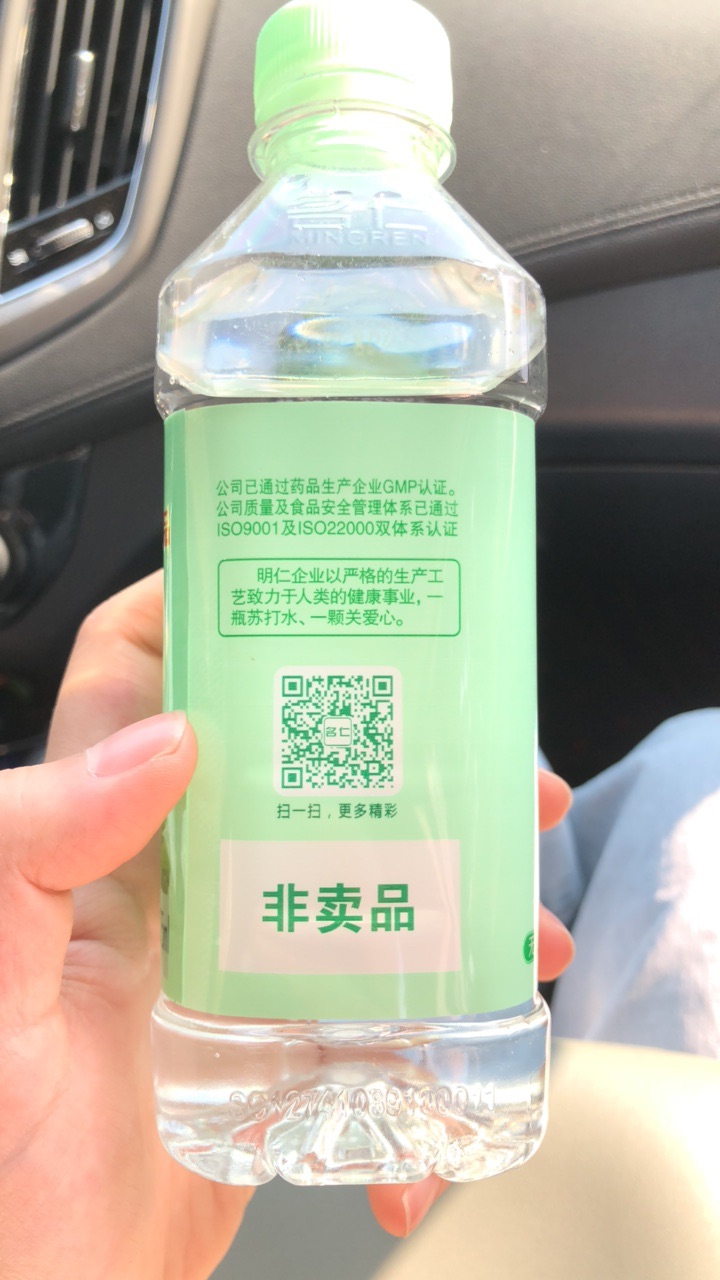 名仁
MINGREN
公司已通过药品生产企业GMP认证。
公司质量及食品安全管理体系已通过
ISO9001及ISO22000双体系认证
明仁企业以严格的生产工
艺致力于人类的健康事业，一
瓶苏打水、一颗关爱心。
名仁
扫一扫，更多精彩
非卖品